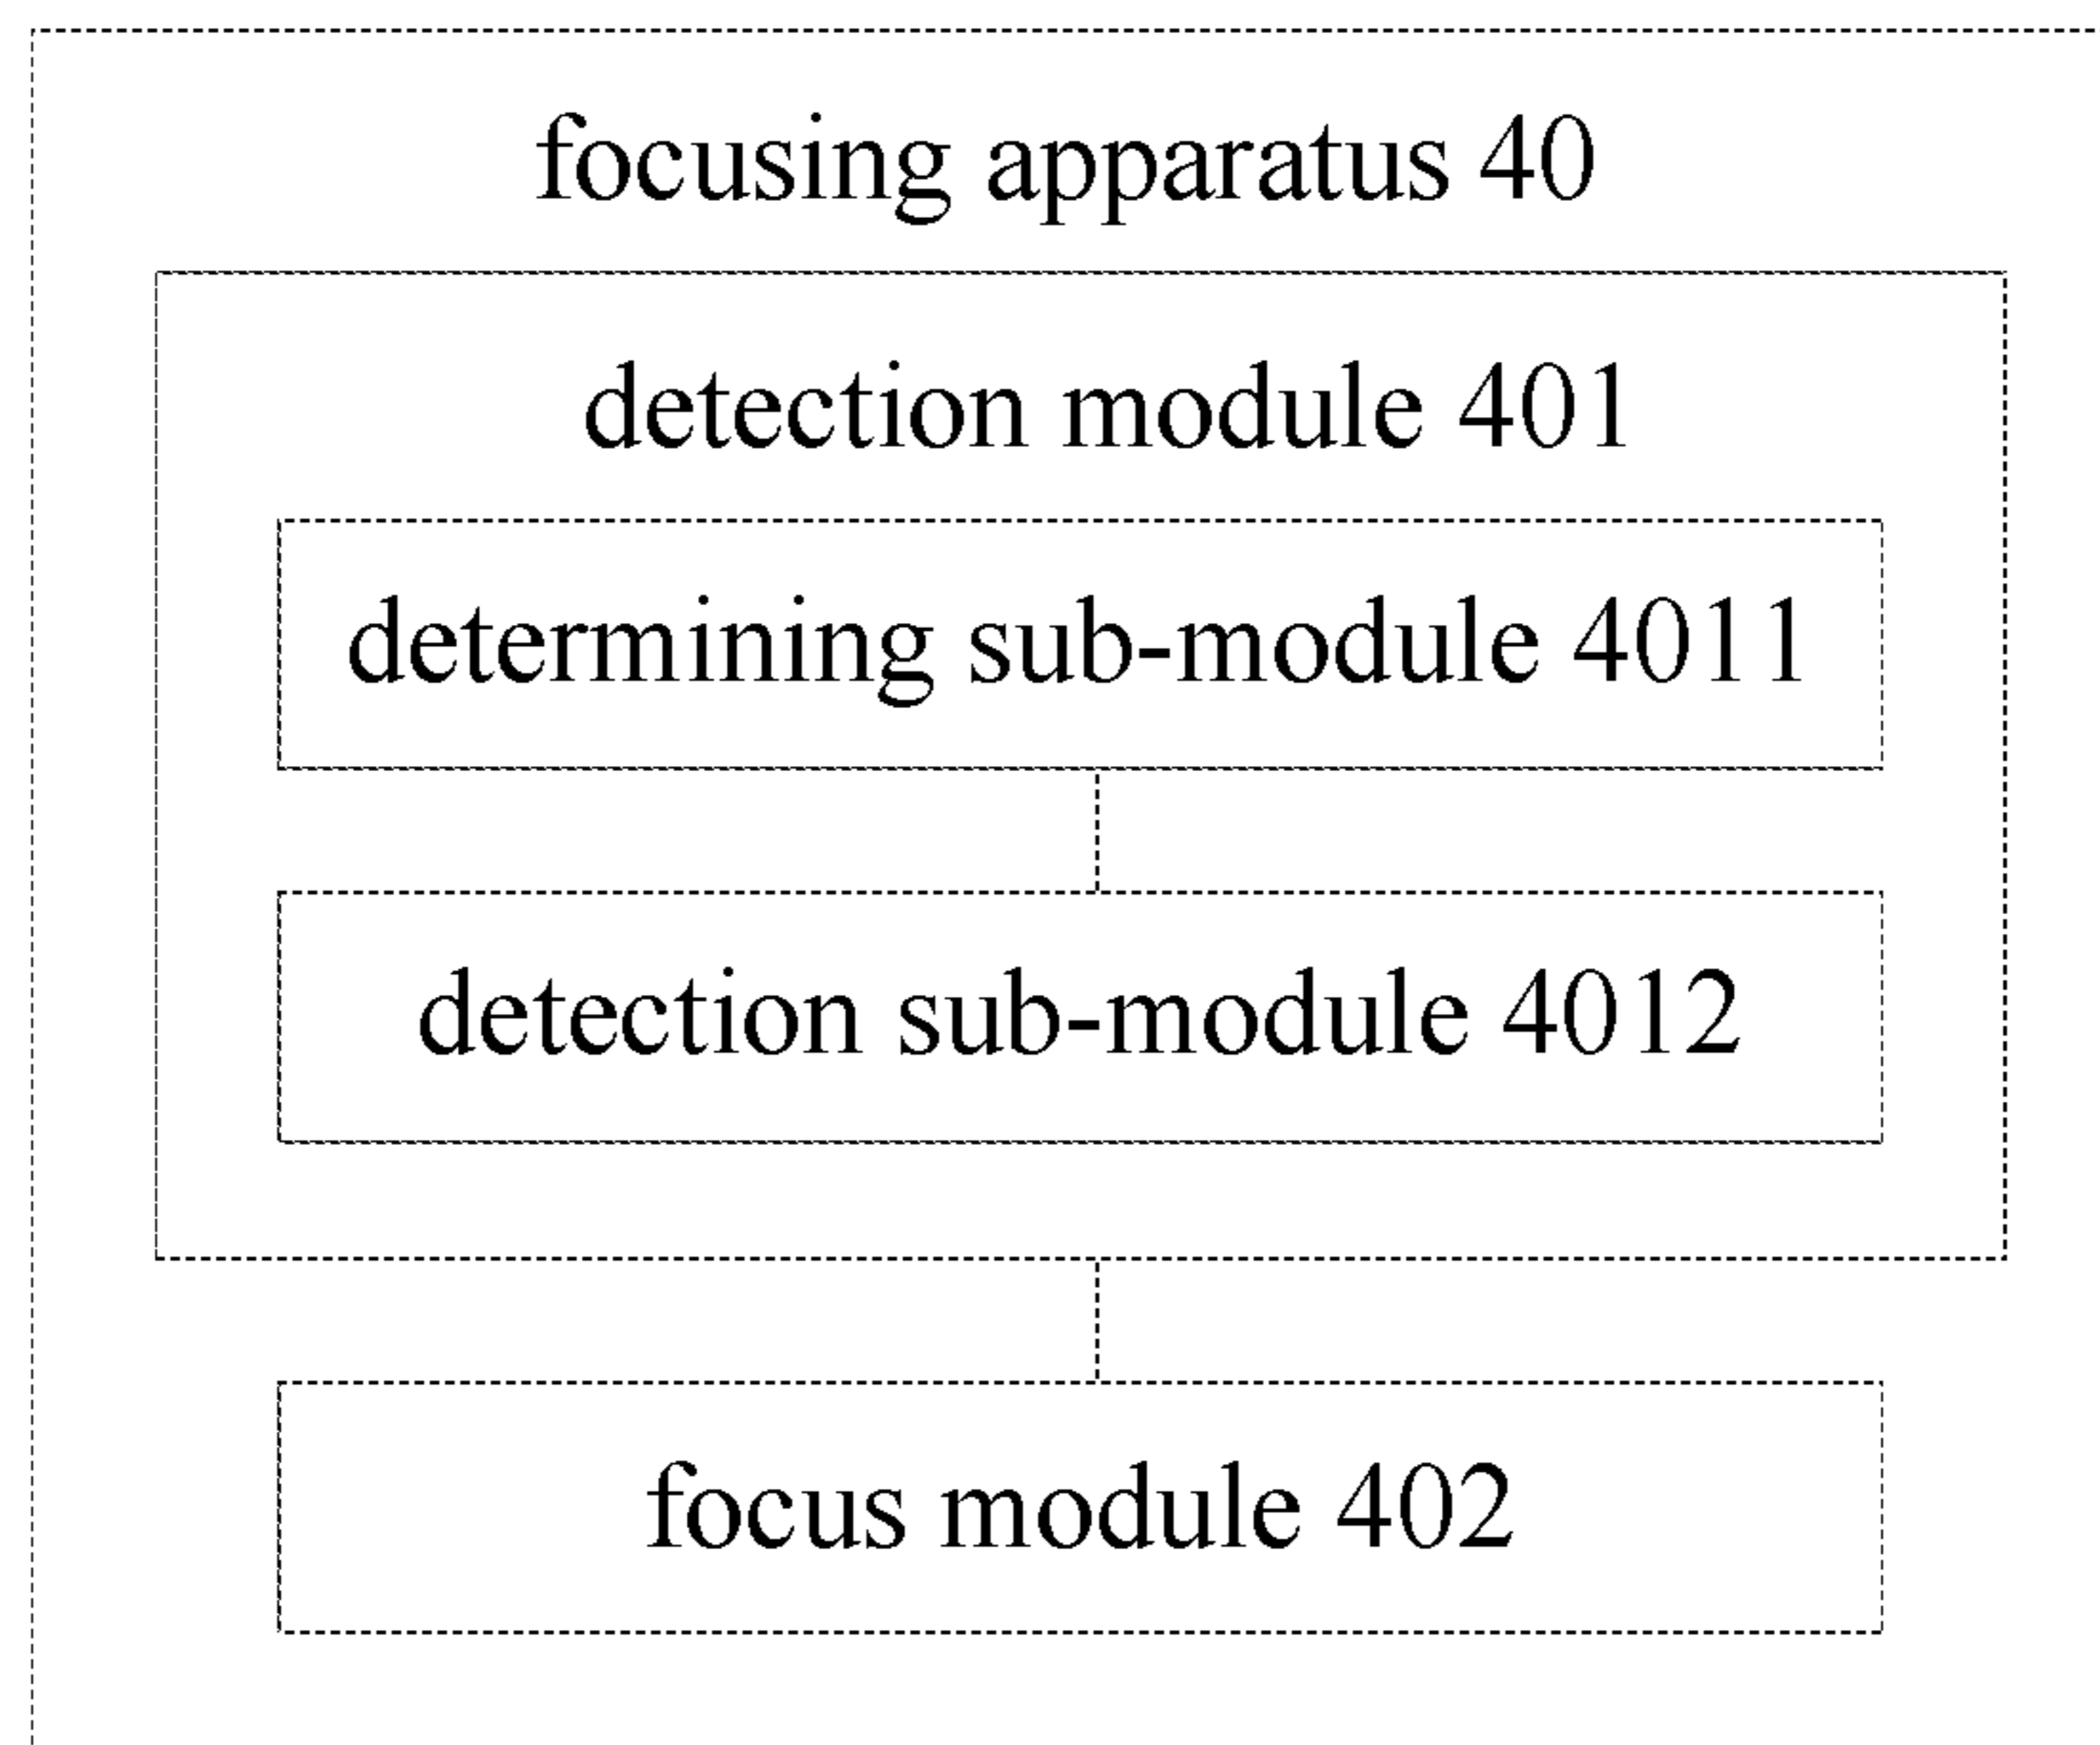 focusing apparatus 40
detection module 401
determining sub-module 4011
detection sub-module 4012
focus module 402